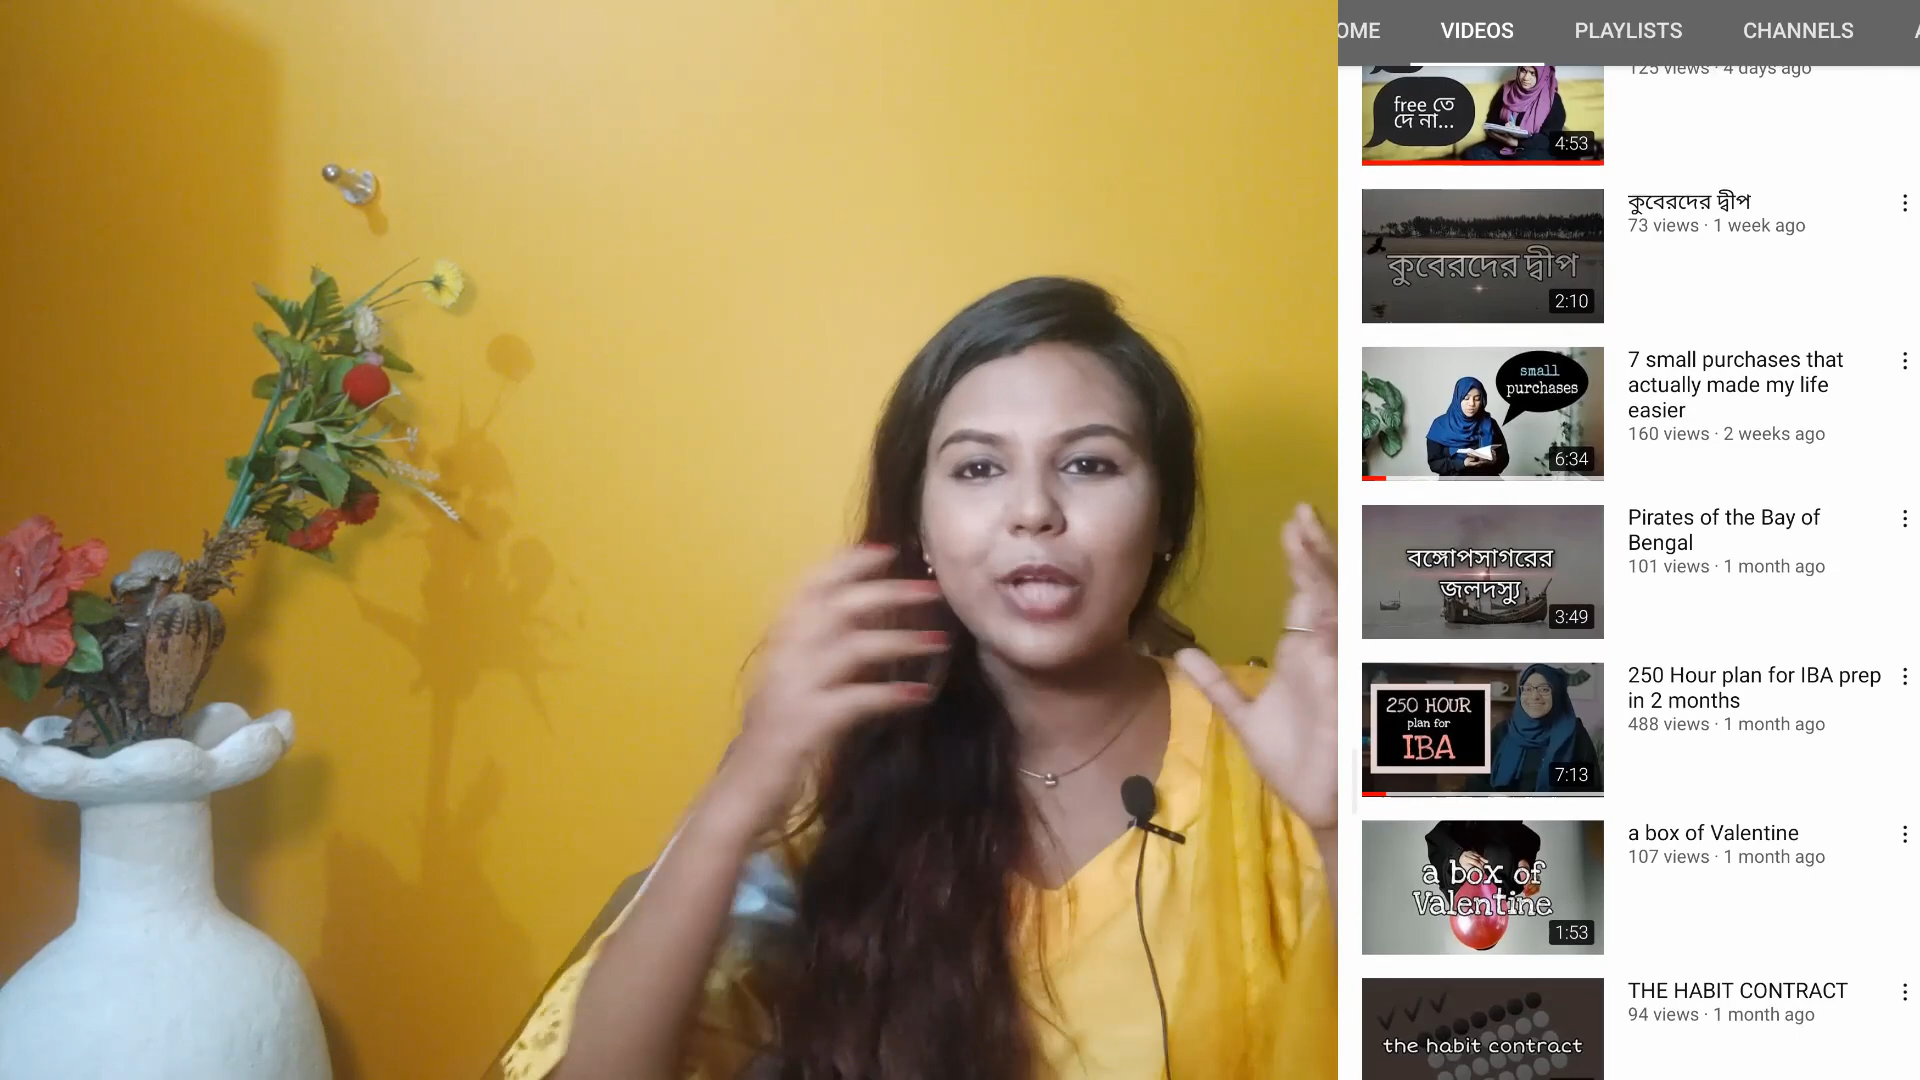 OME VIDEOS PLAYLISTS CHANNELS
125 views · 4 days ago
free তে
দে না...
4:53
কুবেরদের দ্বীপ
73 views · 1 week ago
কুবেরদের দ্বীপ
2:10
7 small purchases that
actually made my life
easier
160 views · 2 weeks ago
small
purchases
6:34
Pirates of the Bay of
Bengal
101 views · 1 month ago
বঙ্গোপসাগরের
জলদস্যু
3:49
250 Hour plan for IBA prep
in 2 months
488 views · 1 month ago
250 HOUR
plan for
IBA
7:13
a box of Valentine
107 views · 1 month ago
a box of
Valentine
1:53
THE HABIT CONTRACT
94 views · 1 month ago
the habit contract